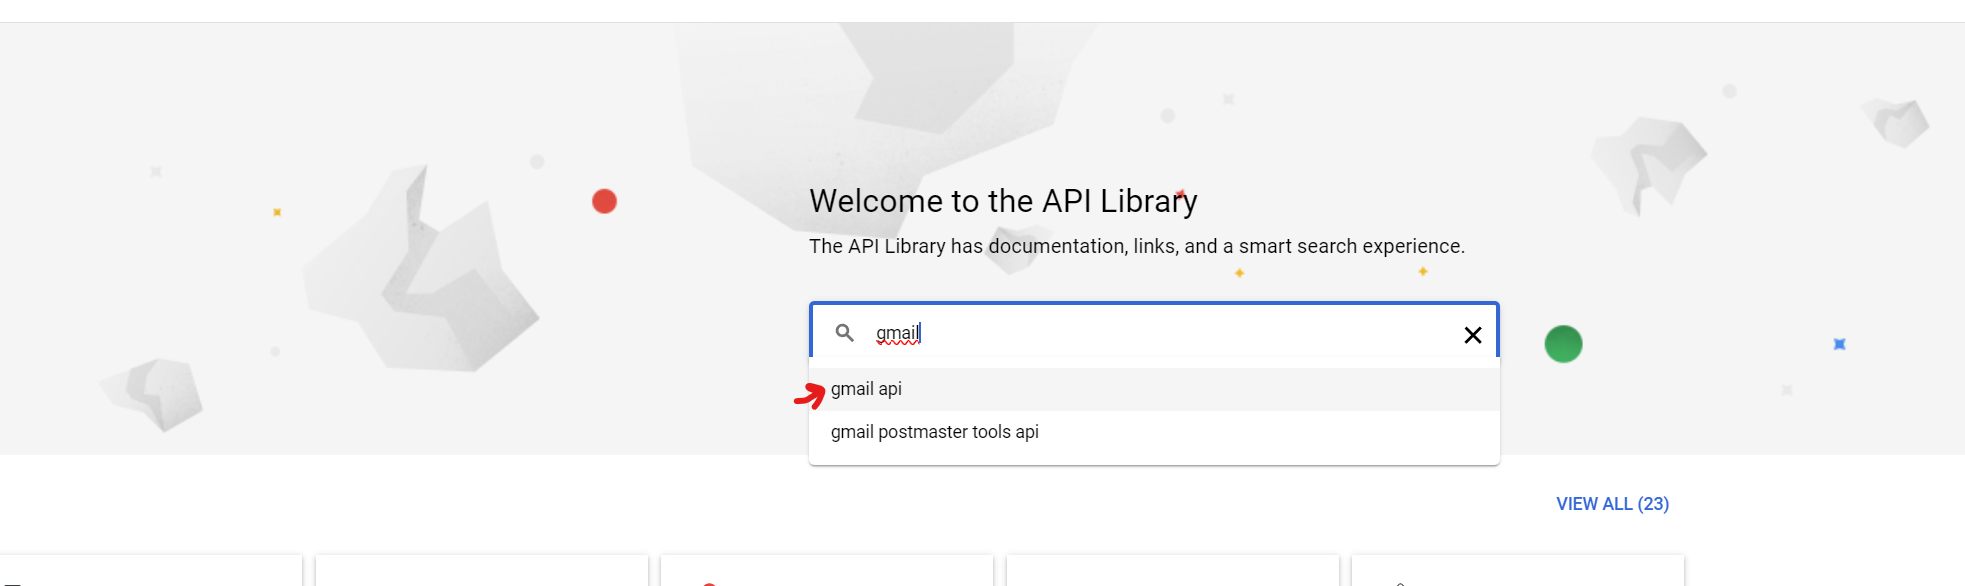 Welcome to the API Library
The API Library has documentation, links, and a smart search experience.
gmail
gmail api
gmail postmaster tools api
VIEW ALL (23)